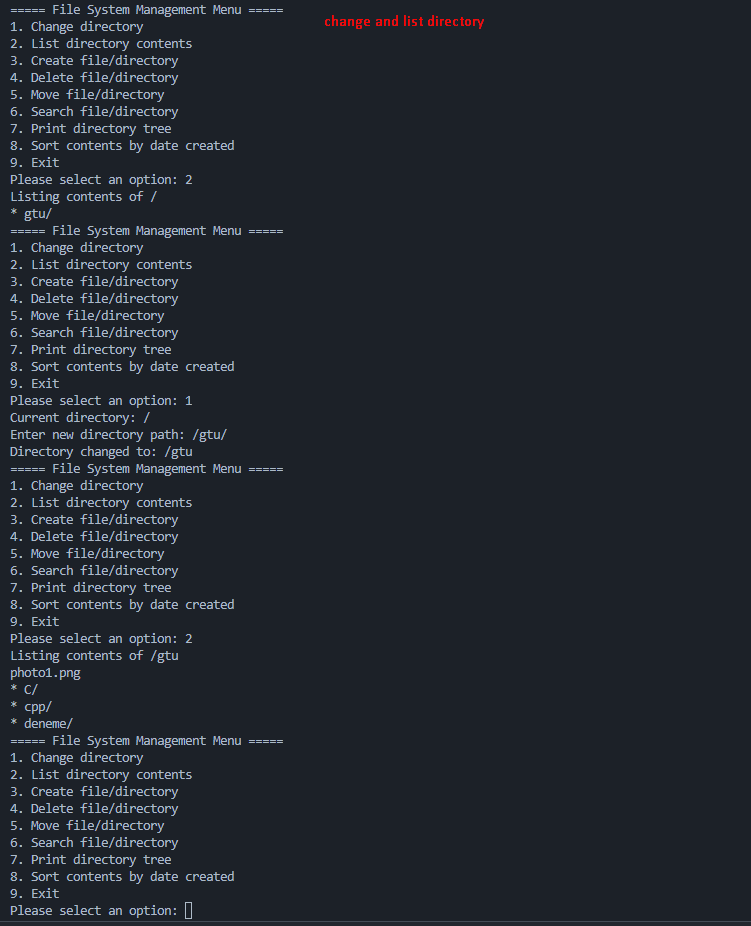 ===== File System Management Menu =====
change and list directory
1. Change directory
2. List directory contents
3. Create file/directory
4. Delete file/directory
5. Move file/directory
6. Search file/directory
7. Print directory tree
8. Sort contents by date created
9. Exit
Please select an option: 2
Listing contents of /
* gtu/
===== File System Management Menu =====
1. Change directory
2. List directory contents
3. Create file/directory
4. Delete file/directory
5. Move file/directory
6. Search file/directory
7. Print directory tree
8. Sort contents by date created
9. Exit
Please select an option: 1
Current directory: /
Enter new directory path: /gtu/
Directory changed to: /gtu
===== File System Management Menu =====
1. Change directory
2. List directory contents
3. Create file/directory
4. Delete file/directory
5. Move file/directory
6. Search file/directory
7. Print directory tree
8. Sort contents by date created
9. Exit
Please select an option: 2
Listing contents of /gtu
photo1.png
* C/
* cpp/
* deneme/
===== File System Management Menu =====
1. Change directory
2. List directory contents
3. Create file/directory
4. Delete file/directory
5. Move file/directory
6. Search file/directory
7. Print directory tree
8. Sort contents by date created
9. Exit
Please select an option: